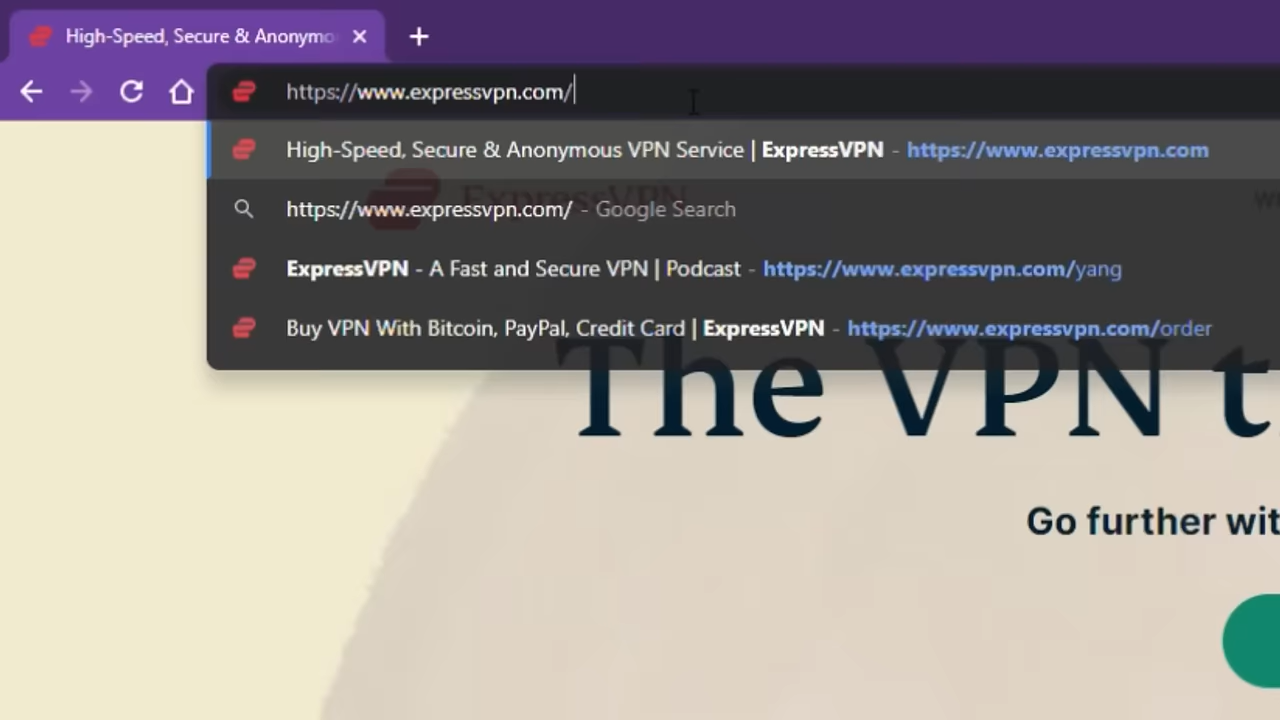 High-Speed, Secure & Anonymo
https://www.expressvpn.com/
High-Speed, Secure & Anonymous VPN Service | ExpressVPN - https://www.expressvpn.com
https://www.expressvpn.com/ - Google Search
ExpressVPN
ExpressVPN - A Fast and Secure VPN | Podcast - https://www.expressvpn.com/yang
Buy VPN With Bitcoin, PayPal, Credit Card | ExpressVPN - https://www.expressvpn.com/order
The VPN t
Go further wit